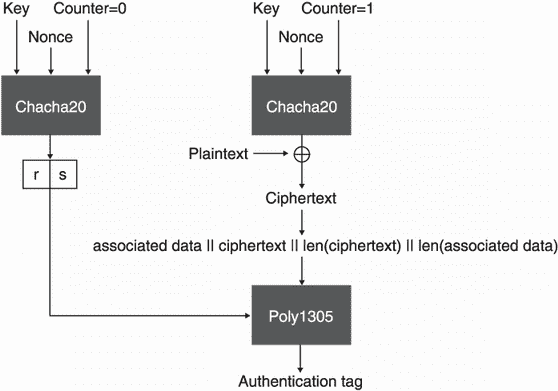 Key Counter=0
Nonce
Chacha20
r s
Key Counter=1
Nonce
Chacha20
Plaintext
Ciphertext
associated data || ciphertext || len(ciphertext) || len(associated data)
Poly1305
Authentication tag